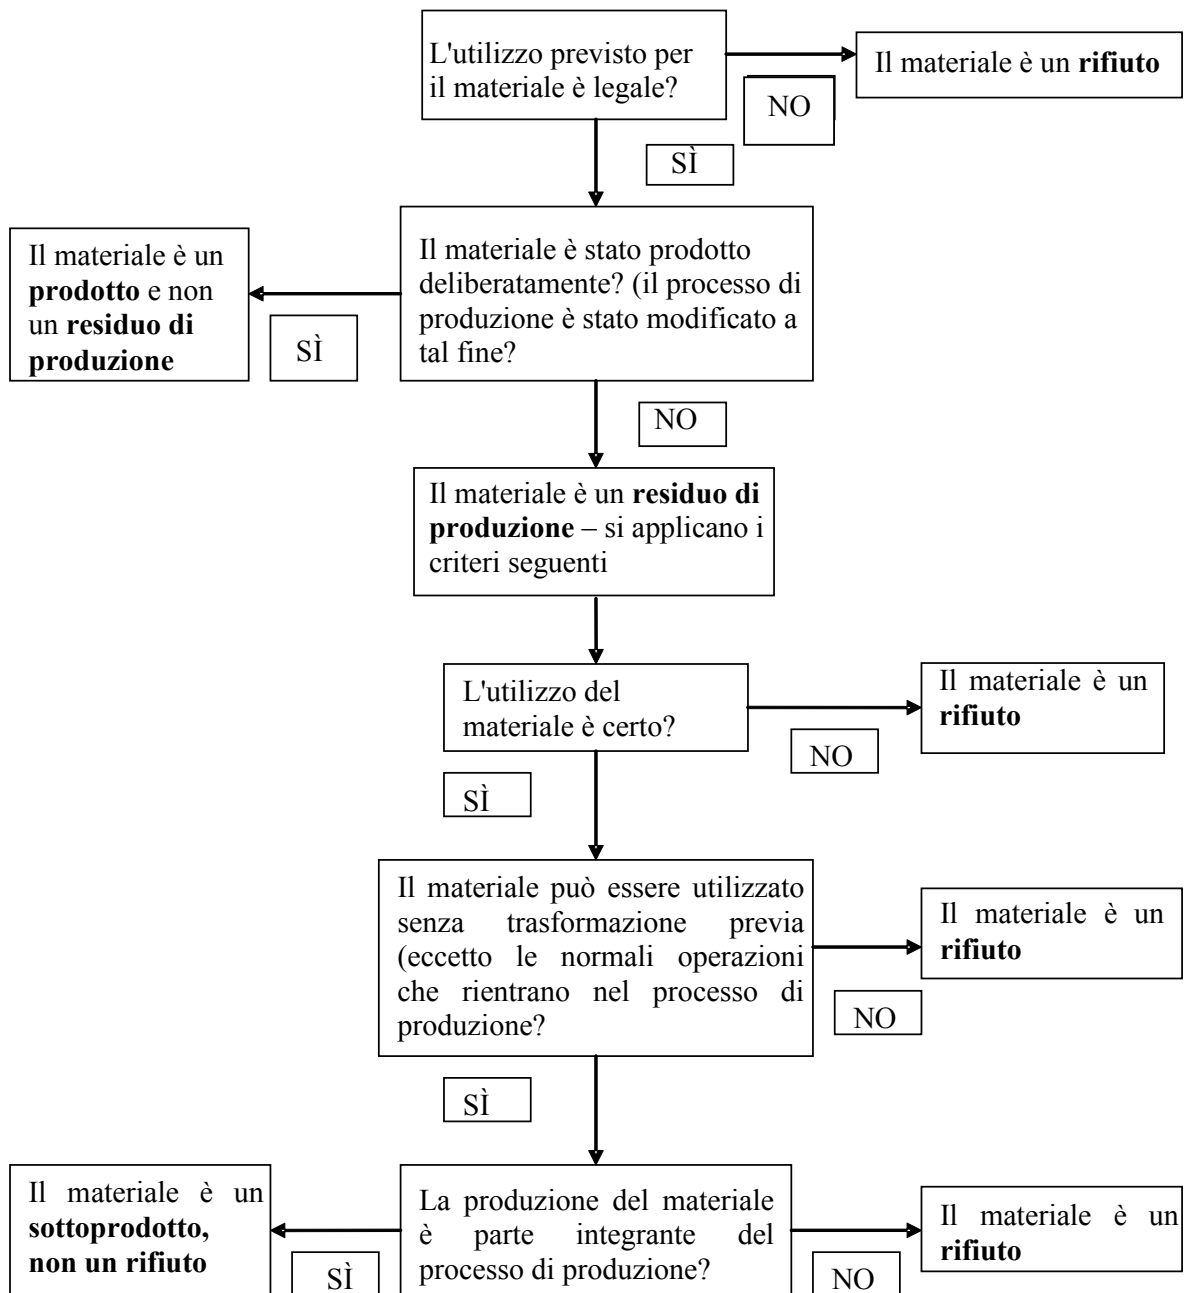 L'utilizzo previsto per
il materiale è legale?
Il materiale è un rifiuto
NO
SÌ
Il materiale è stato prodotto
deliberatamente? (il processo di
produzione è stato modificato a
tal fine?
Il materiale è un
prodotto e non
un residuo di
produzione
SÌ
NO
Il materiale è un residuo di
produzione – si applicano i
criteri seguenti
L'utilizzo del
materiale è certo?
Il materiale è un
rifiuto
NO
SÌ
Il materiale può essere utilizzato
senza trasformazione previa
(eccetto le normali operazioni
che rientrano nel processo di
produzione?
Il materiale è un
rifiuto
NO
SÌ
Il materiale è un
sottoprodotto,
non un rifiuto
SÌ
La produzione del materiale
è parte integrante del
processo di produzione?
Il materiale è un
rifiuto
NO